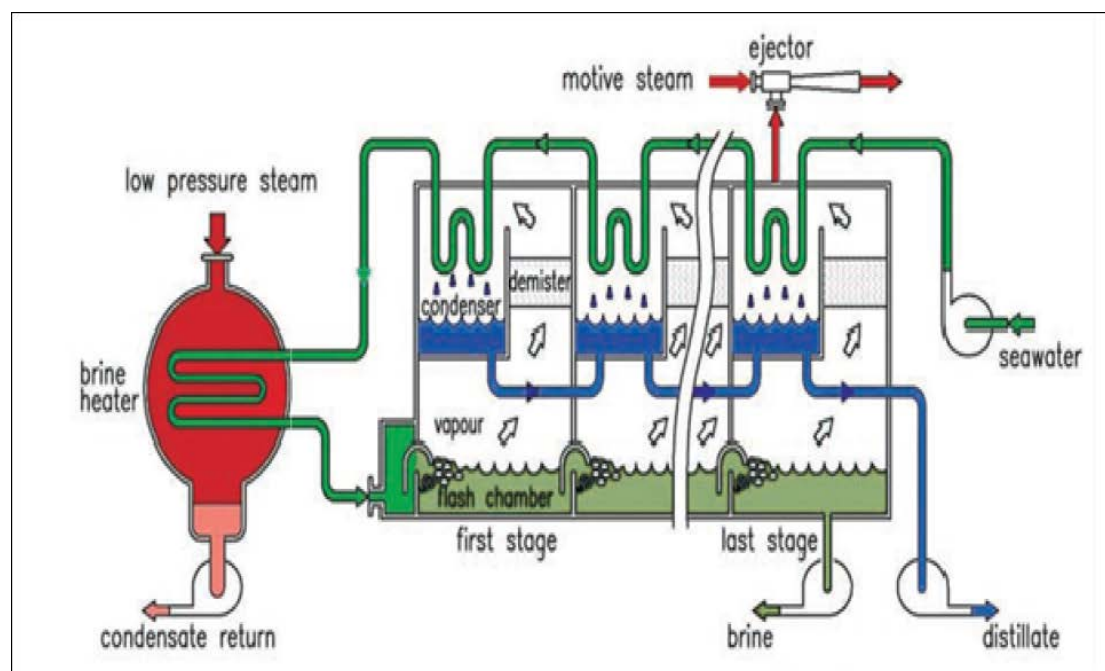 ejector
motive steam
low pressure steam
demister
condenser
brine
heater
seawater
vapour
flash chamber
first stage
last stage
condensate return
brine
distillate